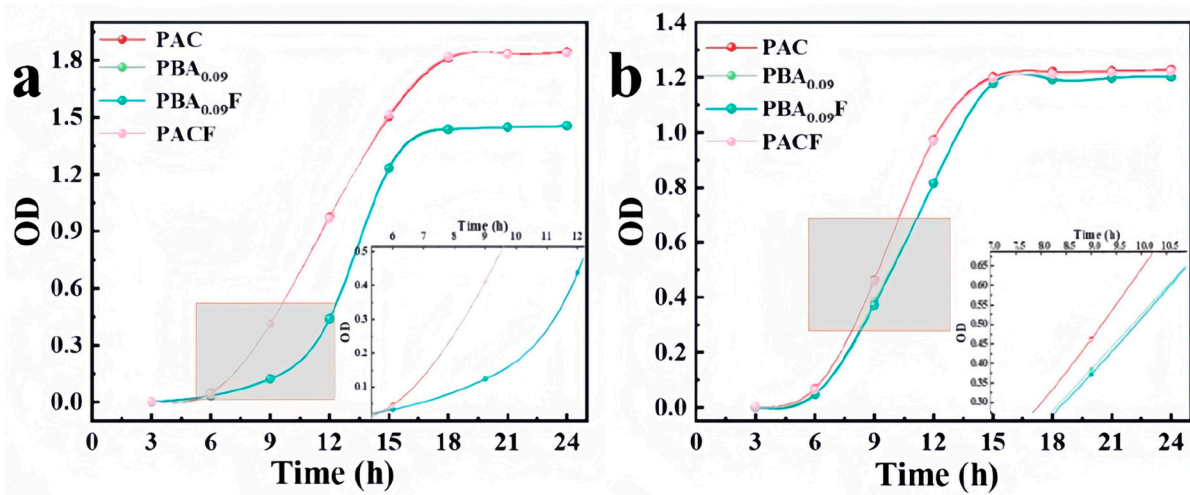 a
PAC
PBA0.09
PBA0.09F
PACF
OD
1.8
1.5
1.2
0.9
0.6
0.3
0.0
0 3 6 9 12 15 18 21 24
Time (h)
Time (h)
6 7 8 9 10 11 12
OD
0.5
0.4
0.3
0.2
0.1
b
PAC
PBA0.09
PBA0.09F
PACF
OD
1.4
1.2
1.0
0.8
0.6
0.4
0.2
0.0
0 3 6 9 12 15 18 21 24
Time (h)
Time (h)
7.0 7.5 8.0 8.5 9.0 9.5 10.0 10.5
OD
0.65
0.60
0.55
0.50
0.45
0.40
0.35
0.30